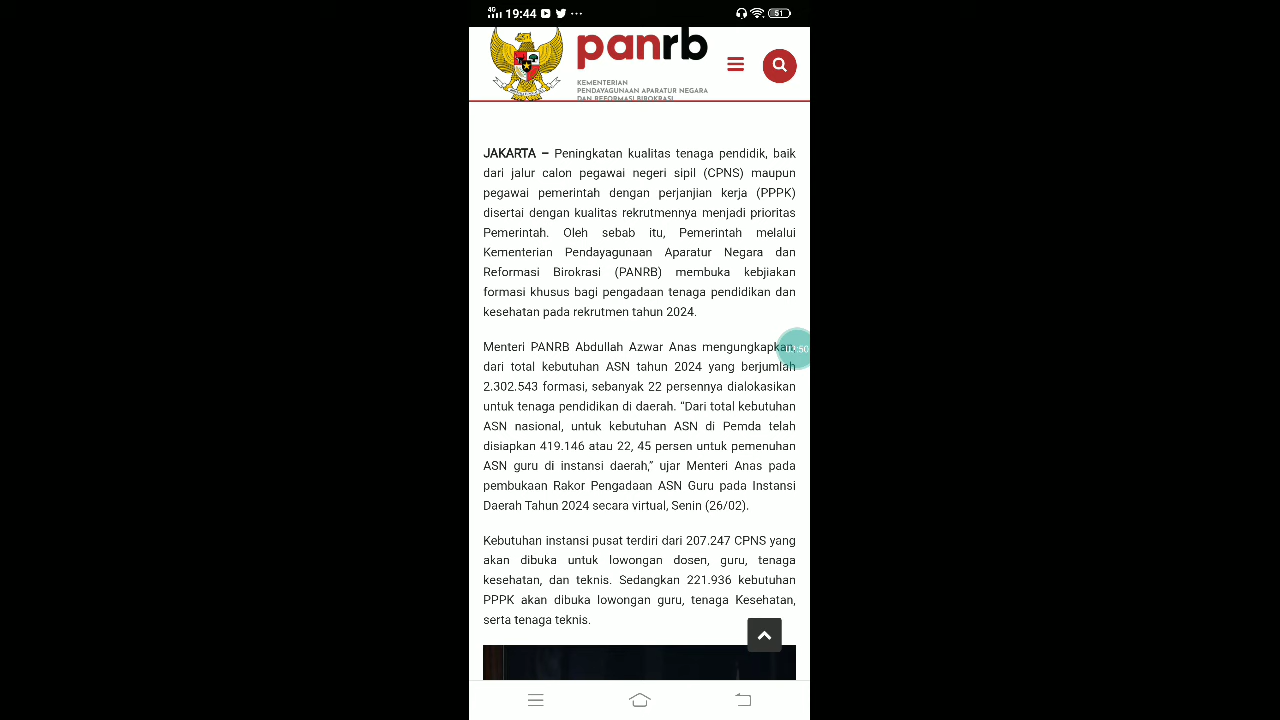 4G 19:44 51
panrb
KEMENTERIAN
PENDAYAGUNAAN APARATUR NEGARA
DAN REFORMASI BIROKRASI
JAKARTA – Peningkatan kualitas tenaga pendidik, baik
dari jalur calon pegawai negeri sipil (CPNS) maupun
pegawai pemerintah dengan perjanjian kerja (PPPK)
disertai dengan kualitas rekrutmennya menjadi prioritas
Pemerintah. Oleh sebab itu, Pemerintah melalui
Kementerian Pendayagunaan Aparatur Negara dan
Reformasi Birokrasi (PANRB) membuka kebjiakan
formasi khusus bagi pengadaan tenaga pendidikan dan
kesehatan pada rekrutmen tahun 2024.
Menteri PANRB Abdullah Azwar Anas mengungkapkan,
dari total kebutuhan ASN tahun 2024 yang berjumlah
2.302.543 formasi, sebanyak 22 persennya dialokasikan
untuk tenaga pendidikan di daerah. “Dari total kebutuhan
ASN nasional, untuk kebutuhan ASN di Pemda telah
disiapkan 419.146 atau 22, 45 persen untuk pemenuhan
ASN guru di instansi daerah,” ujar Menteri Anas pada
pembukaan Rakor Pengadaan ASN Guru pada Instansi
Daerah Tahun 2024 secara virtual, Senin (26/02).
Kebutuhan instansi pusat terdiri dari 207.247 CPNS yang
akan dibuka untuk lowongan dosen, guru, tenaga
kesehatan, dan teknis. Sedangkan 221.936 kebutuhan
PPPK akan dibuka lowongan guru, tenaga Kesehatan,
serta tenaga teknis.